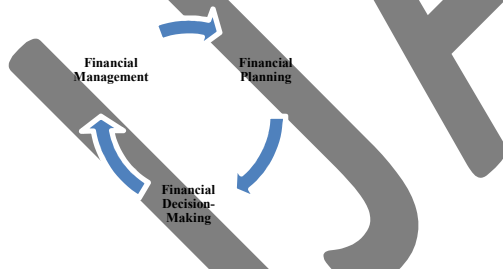 Financial
Management
Financial
Planning
Financial
Decision-
Making